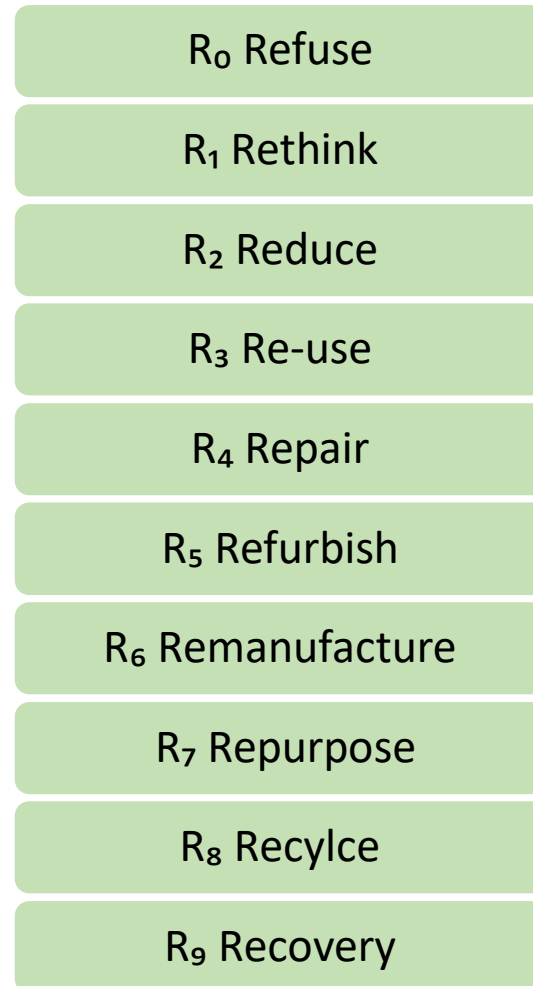 R₀ Refuse
R₁ Rethink
R₂ Reduce
R₃ Re-use
R₄ Repair
R₅ Refurbish
R₆ Remanufacture
R₇ Repurpose
R₈ Recylce
R₉ Recovery